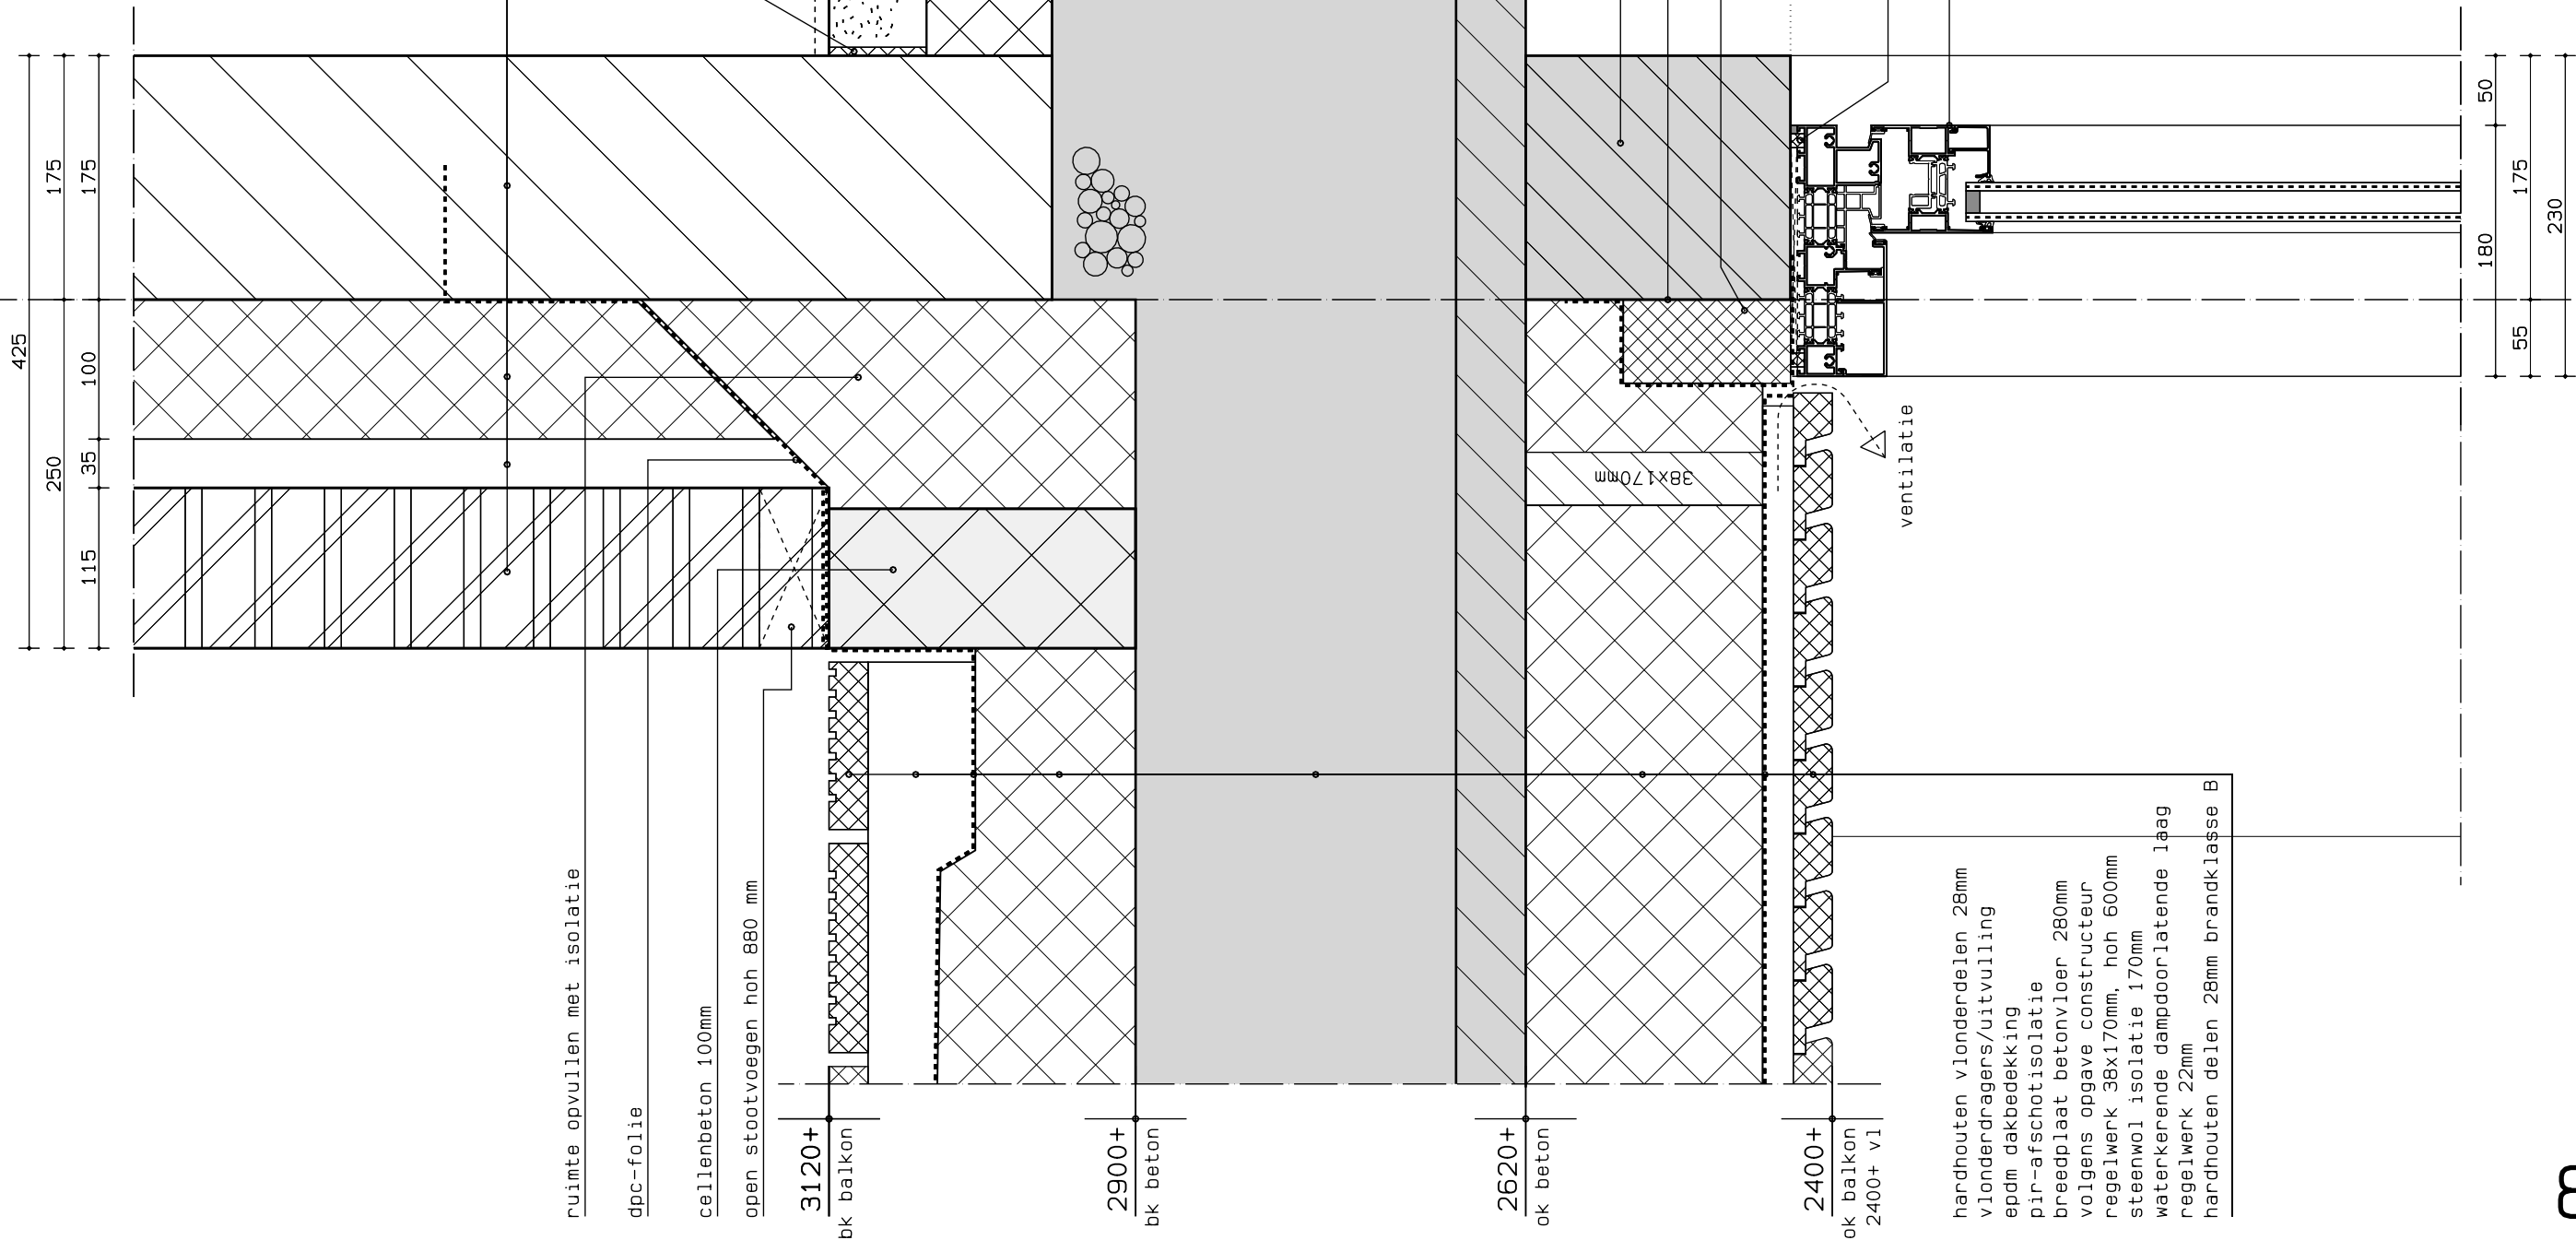 425
175
250
175
100
35
115
ruimte opvullen met isolatie
dpc-folie
cellenbeton 100mm
open stootvoegen hoh 880 mm
3120+
bk balkon
2900+
bk beton
2620+
ok beton
2400+
ok balkon
2400+ vl
38x170mm
ventilatie
hardhouten vlonderdelen 28mm
vlonderdragers/uitvulling
epdm dakbedekking
pir-afschotisolatie
breedplaat betonvloer 280mm
volgens opgave constructeur
regelwerk 38x170mm, hoh 600mm
steenwol isolatie 170mm
waterkerende dampdoorlatende laag
regelwerk 22mm
hardhouten delen 28mm brandklasse B
50
180
175
55
230